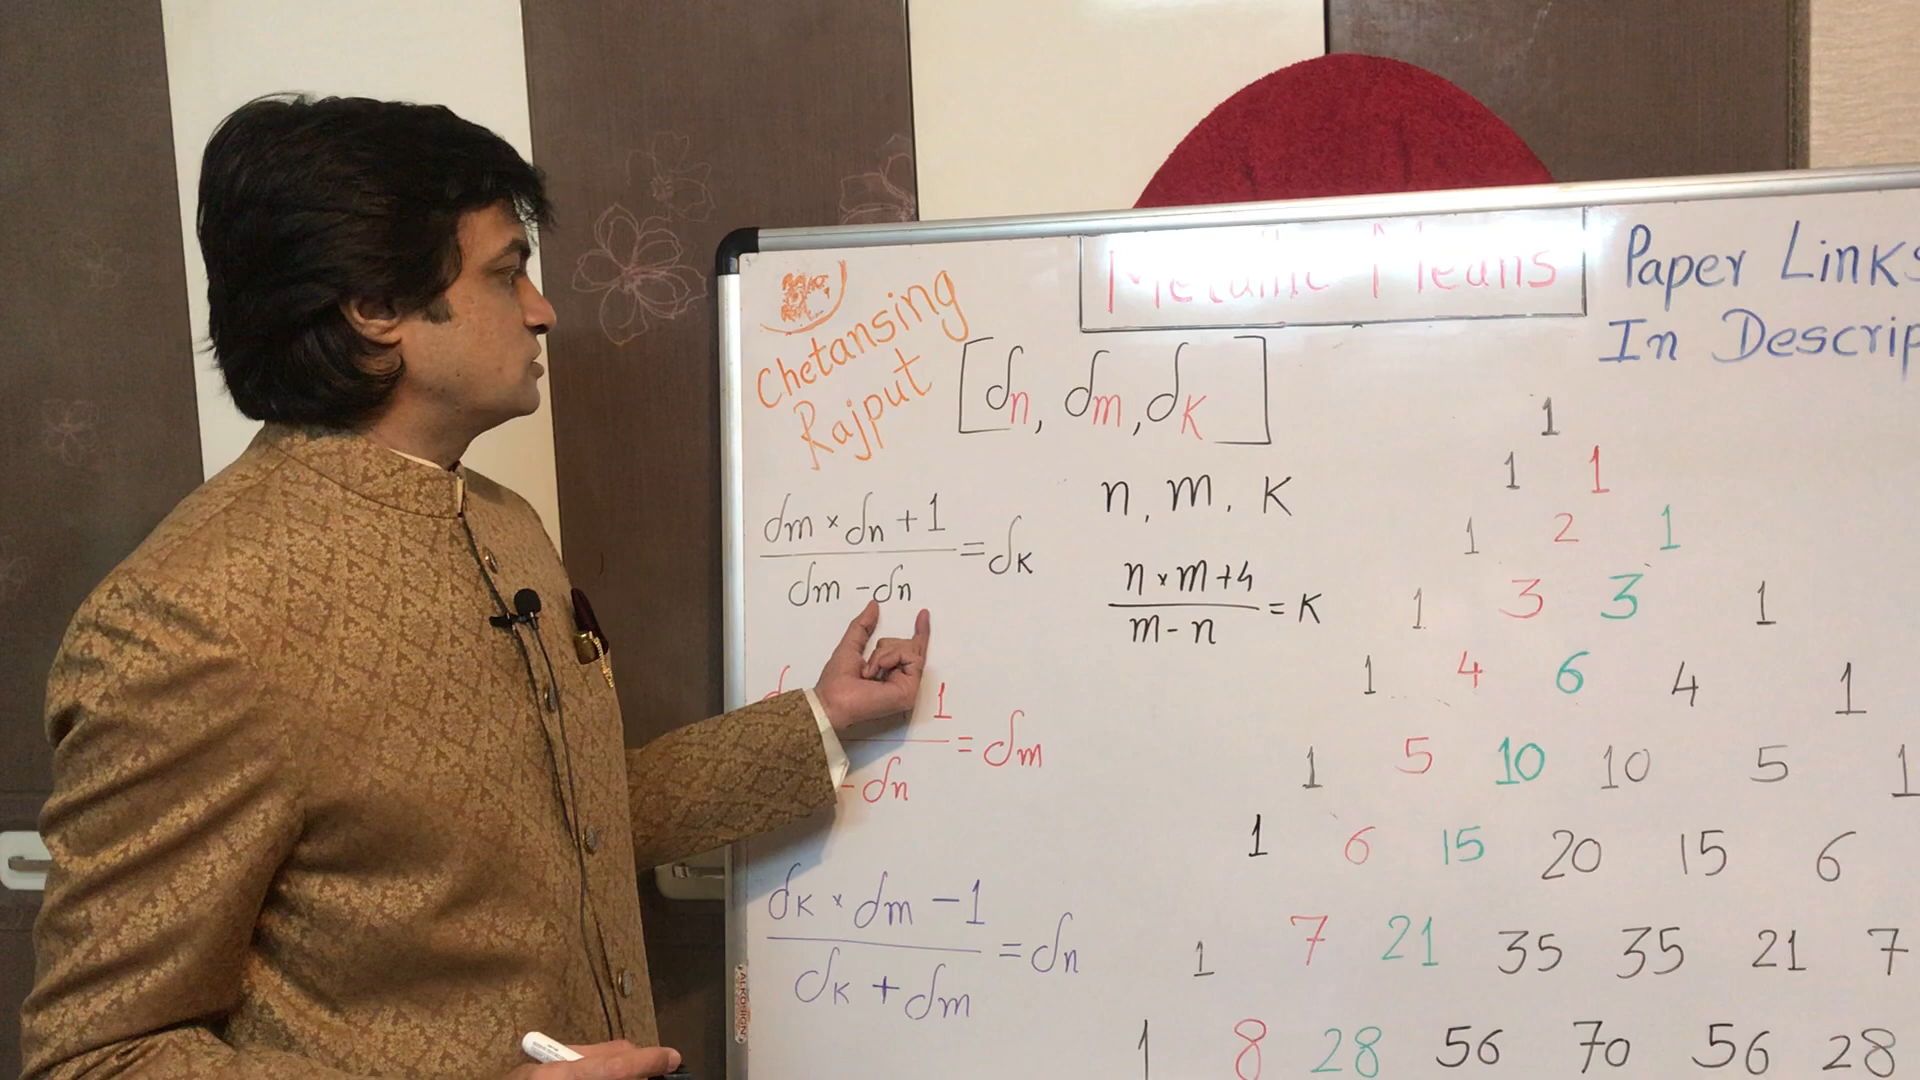 Metallic Means
Paper Links
In Descrip
Chetansing
Rajput
[δn, δm, δK]
n, m, K
δm × δn + 1
δm - δn
= δK
n × m + 4
m - n
= K
1
- δn
= δm
δK × δm - 1
δK + δm
= δn
1
1 1
1 2 1
1 3 3 1
1 4 6 4 1
1 5 10 10 5 1
1 6 15 20 15 6
1 7 21 35 35 21 7
1 8 28 56 70 56 28
ALKOSIGN